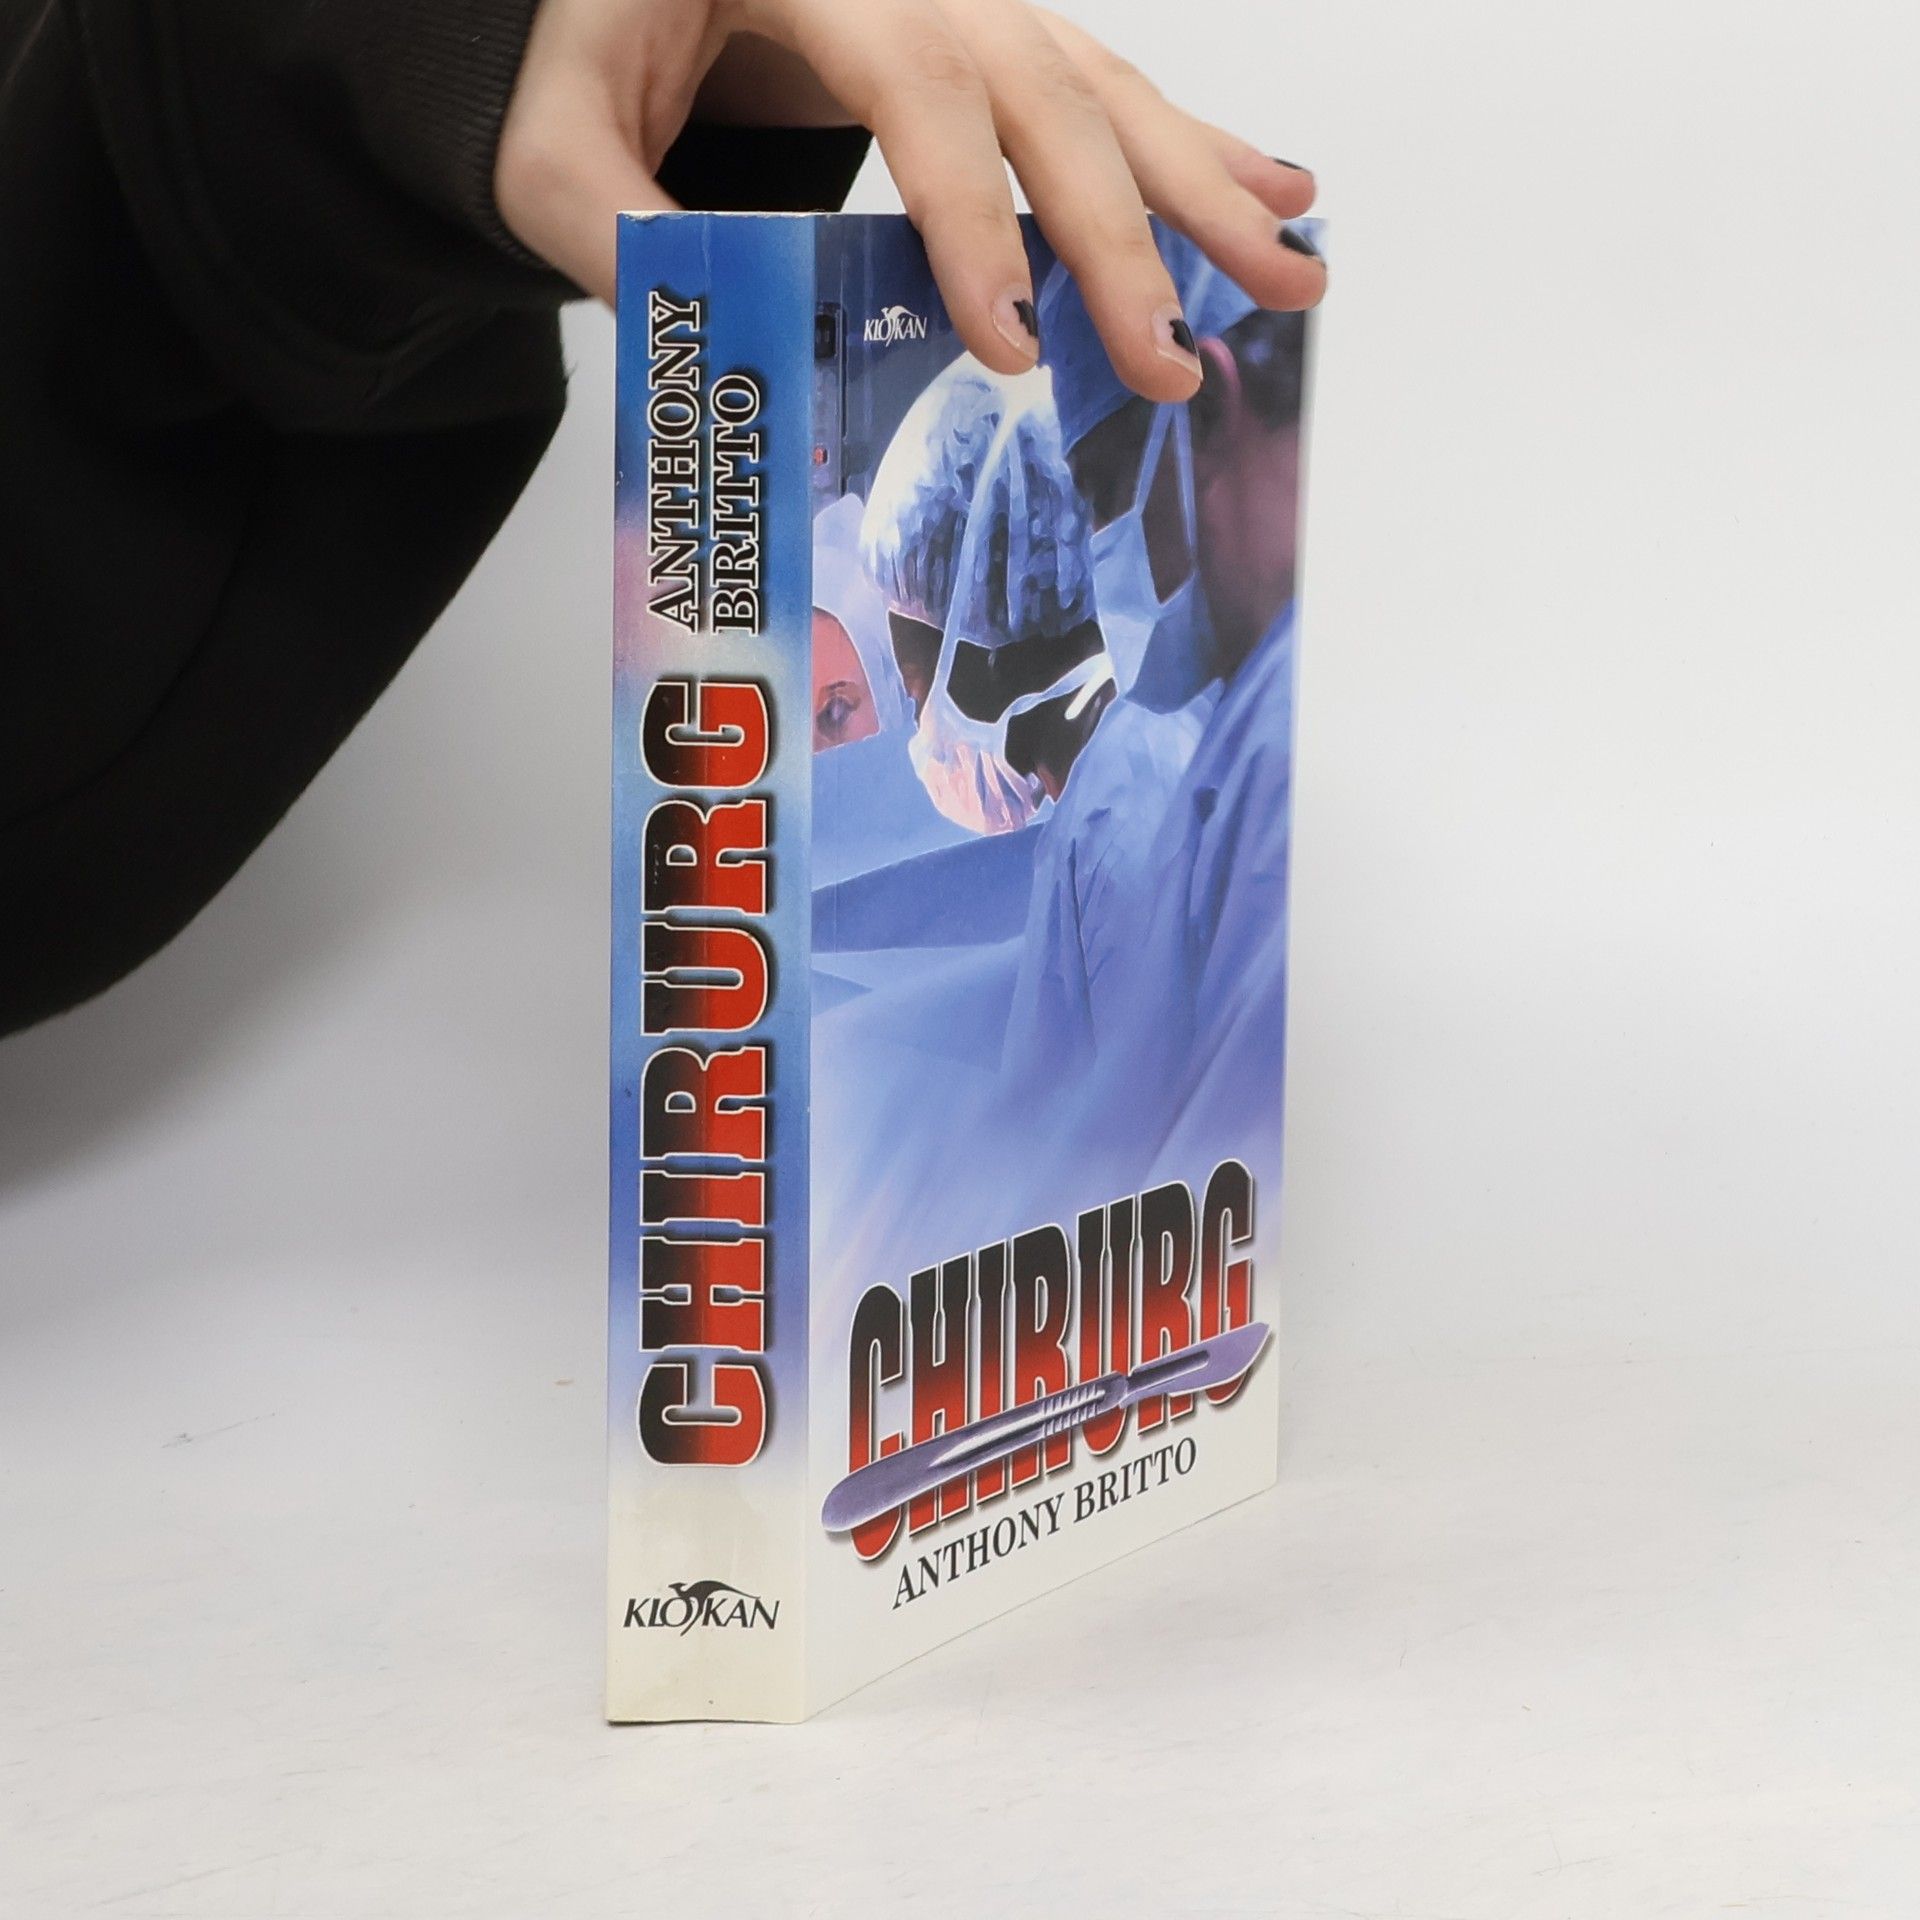 ANTHONY
BRITTO
CHIRURG
KLOKAN
KLOKAN
CHIRURG
ANTHONY BRITTO